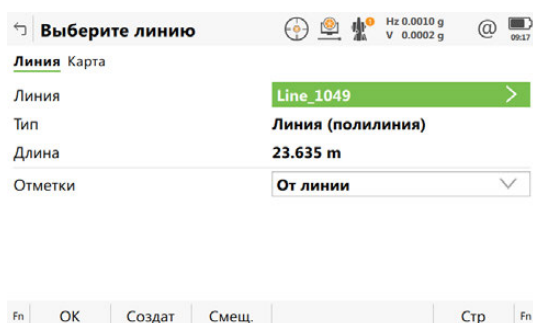 Выберите линию
Hz 0.0010 g
V 0.0002 g
@
09:17
Линия Карта
Линия Line_1049
Тип Линия (полилиния)
Длина 23.635 m
Отметки От линии
Fn OK Создат Смещ. Стр Fn